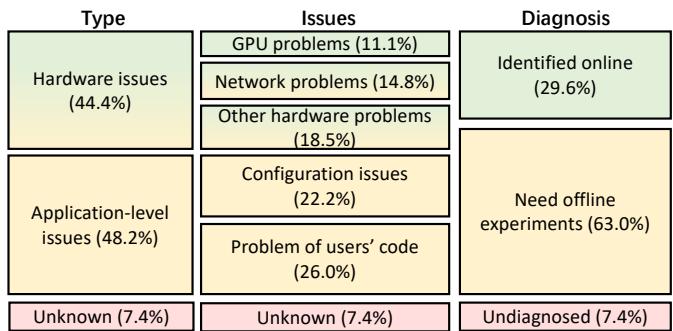 Type
Issues
Diagnosis
Hardware issues
(44.4%)
GPU problems (11.1%)
Network problems (14.8%)
Other hardware problems
(18.5%)
Identified online
(29.6%)
Application-level
issues (48.2%)
Configuration issues
(22.2%)
Problem of users’ code
(26.0%)
Need offline
experiments (63.0%)
Unknown (7.4%)
Unknown (7.4%)
Undiagnosed (7.4%)